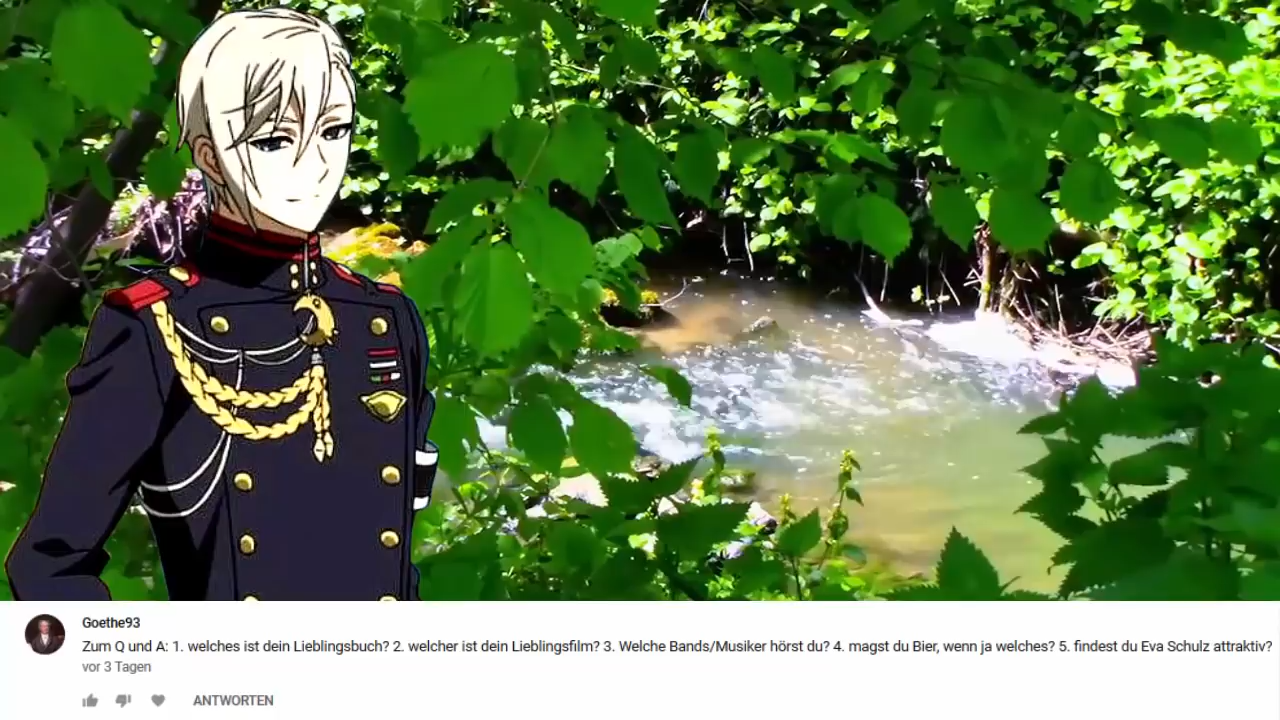 Goethe93
Zum Q und A: 1. welches ist dein Lieblingsbuch? 2. welcher ist dein Lieblingsfilm? 3. Welche Bands/Musiker hörst du? 4. magst du Bier, wenn ja welches? 5. findest du Eva Schulz attraktiv?
vor 3 Tagen
ANTWORTEN